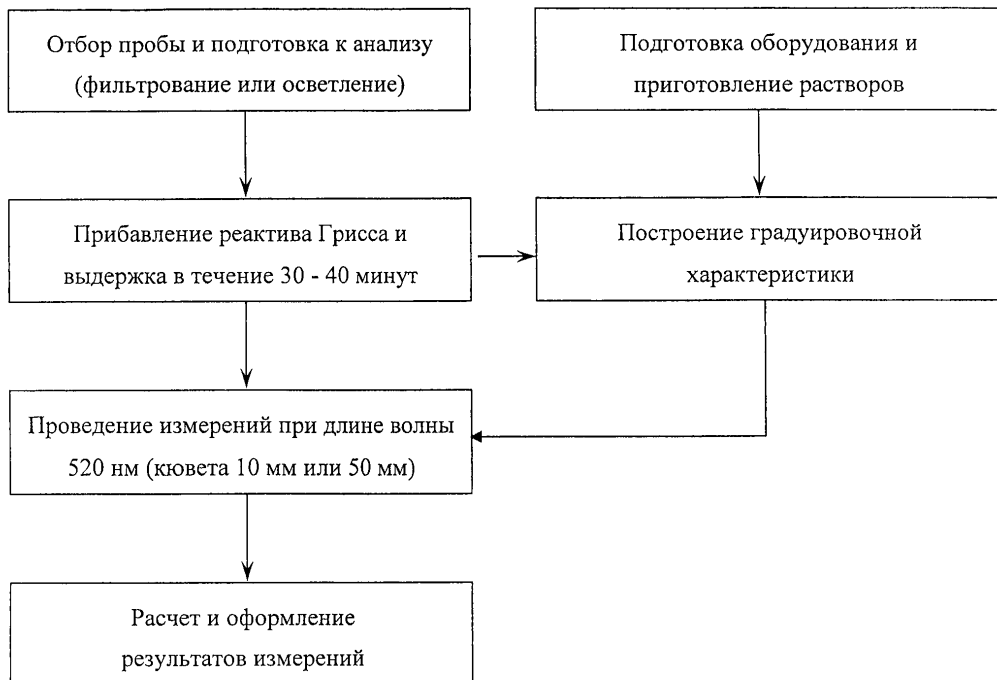 Отбор пробы и подготовка к анализу
(фильтрование или осветление)
Подготовка оборудования и
приготовление растворов
Прибавление реактива Грисса и
выдержка в течение 30 - 40 минут
Построение градуировочной
характеристики
Проведение измерений при длине волны
520 нм (кювета 10 мм или 50 мм)
Расчет и оформление
результатов измерений